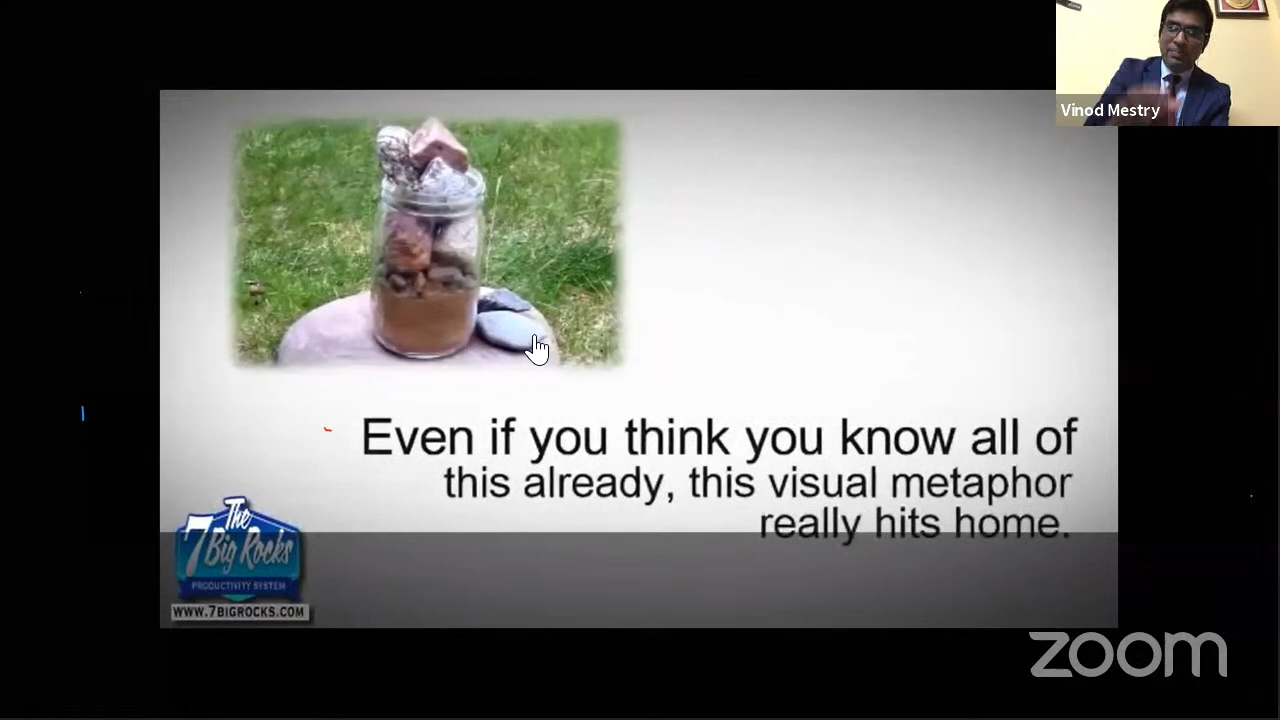 Vinod Mestry
Even if you think you know all of
this already, this visual metaphor
really hits home.
The
7 Big Rocks
PRODUCTIVITY SYSTEM
WWW.7BIGROCKS.COM
zoom